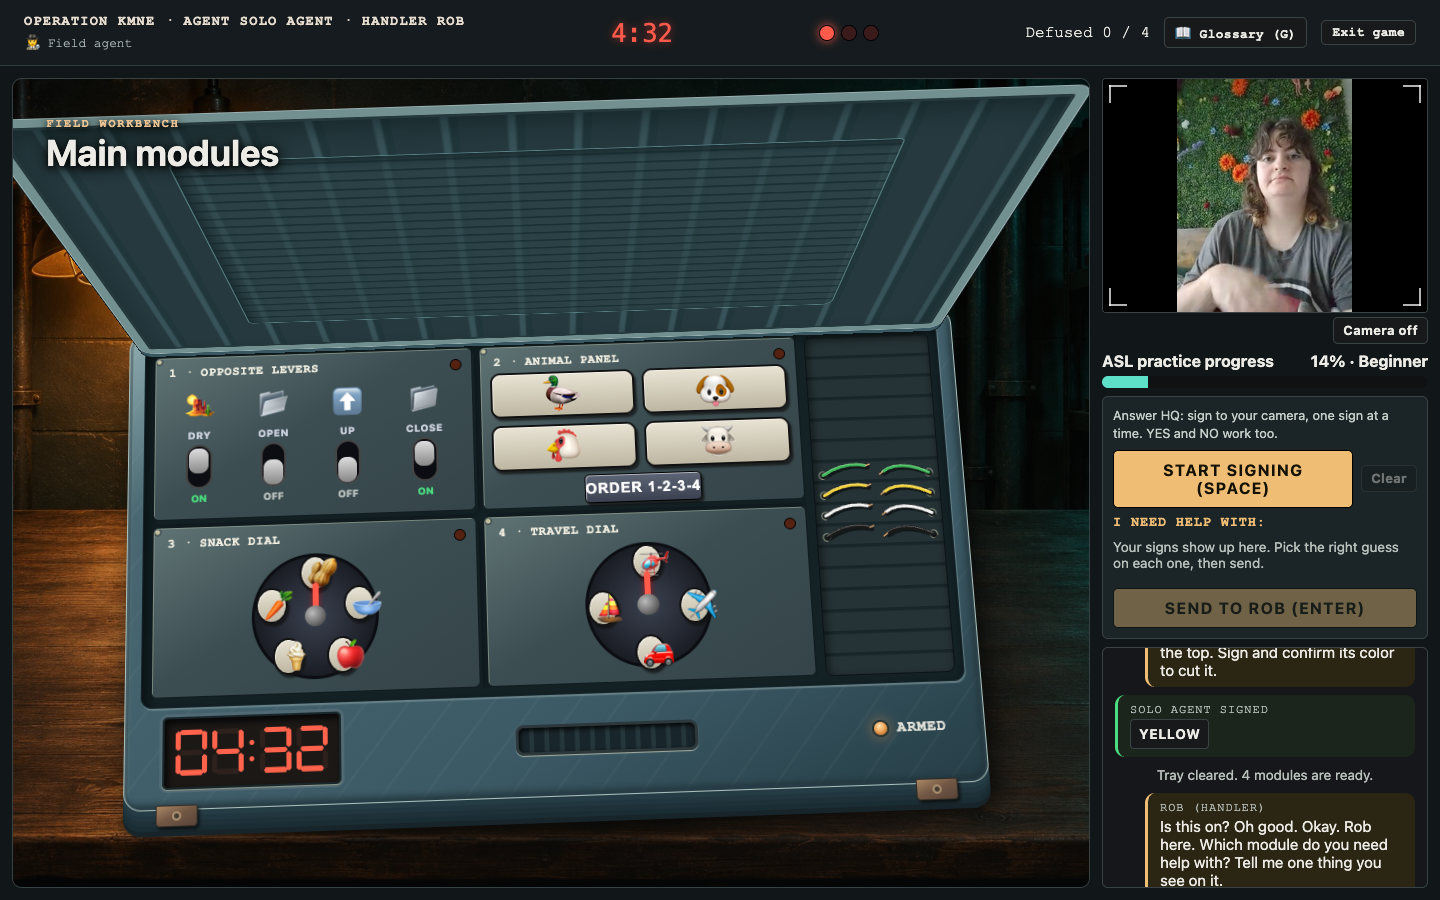 OPERATION KMNE · AGENT SOLO AGENT · HANDLER ROB
Field agent
4:32
Defused 0 / 4
Glossary (G)
Exit game
FIELD WORKBENCH
Main modules
1 · OPPOSITE LEVERS
DRY
OPEN
UP
CLOSE
ON
OFF
OFF
ON
2 · ANIMAL PANEL
ORDER 1-2-3-4
3 · SNACK DIAL
4 · TRAVEL DIAL
04:32
ARMED
Camera off
ASL practice progress
14% · Beginner
Answer HQ: sign to your camera, one sign at a
time. YES and NO work too.
START SIGNING
(SPACE)
Clear
I NEED HELP WITH:
Your signs show up here. Pick the right guess
on each one, then send.
SEND TO ROB (ENTER)
the top. Sign and confirm its color
to cut it.
SOLO AGENT SIGNED
YELLOW
Tray cleared. 4 modules are ready.
ROB (HANDLER)
Is this on? Oh good. Okay. Rob
here. Which module do you need
help with? Tell me one thing you
see on it.